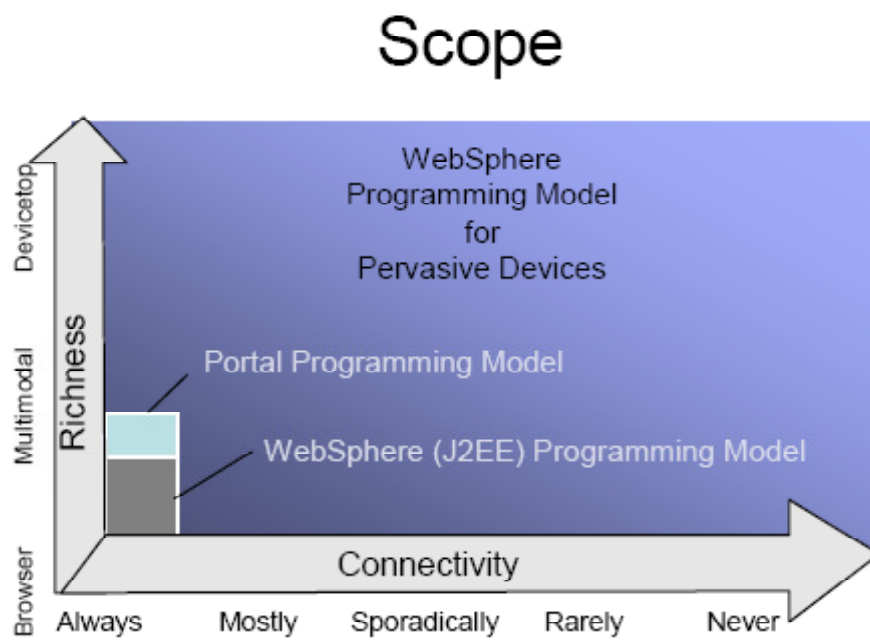 Scope
WebSphere
Programming Model
for
Pervasive Devices
Devicetop
Multimodal
Browser
Richness
Portal Programming Model
WebSphere (J2EE) Programming Model
Connectivity
Always Mostly Sporadically Rarely Never